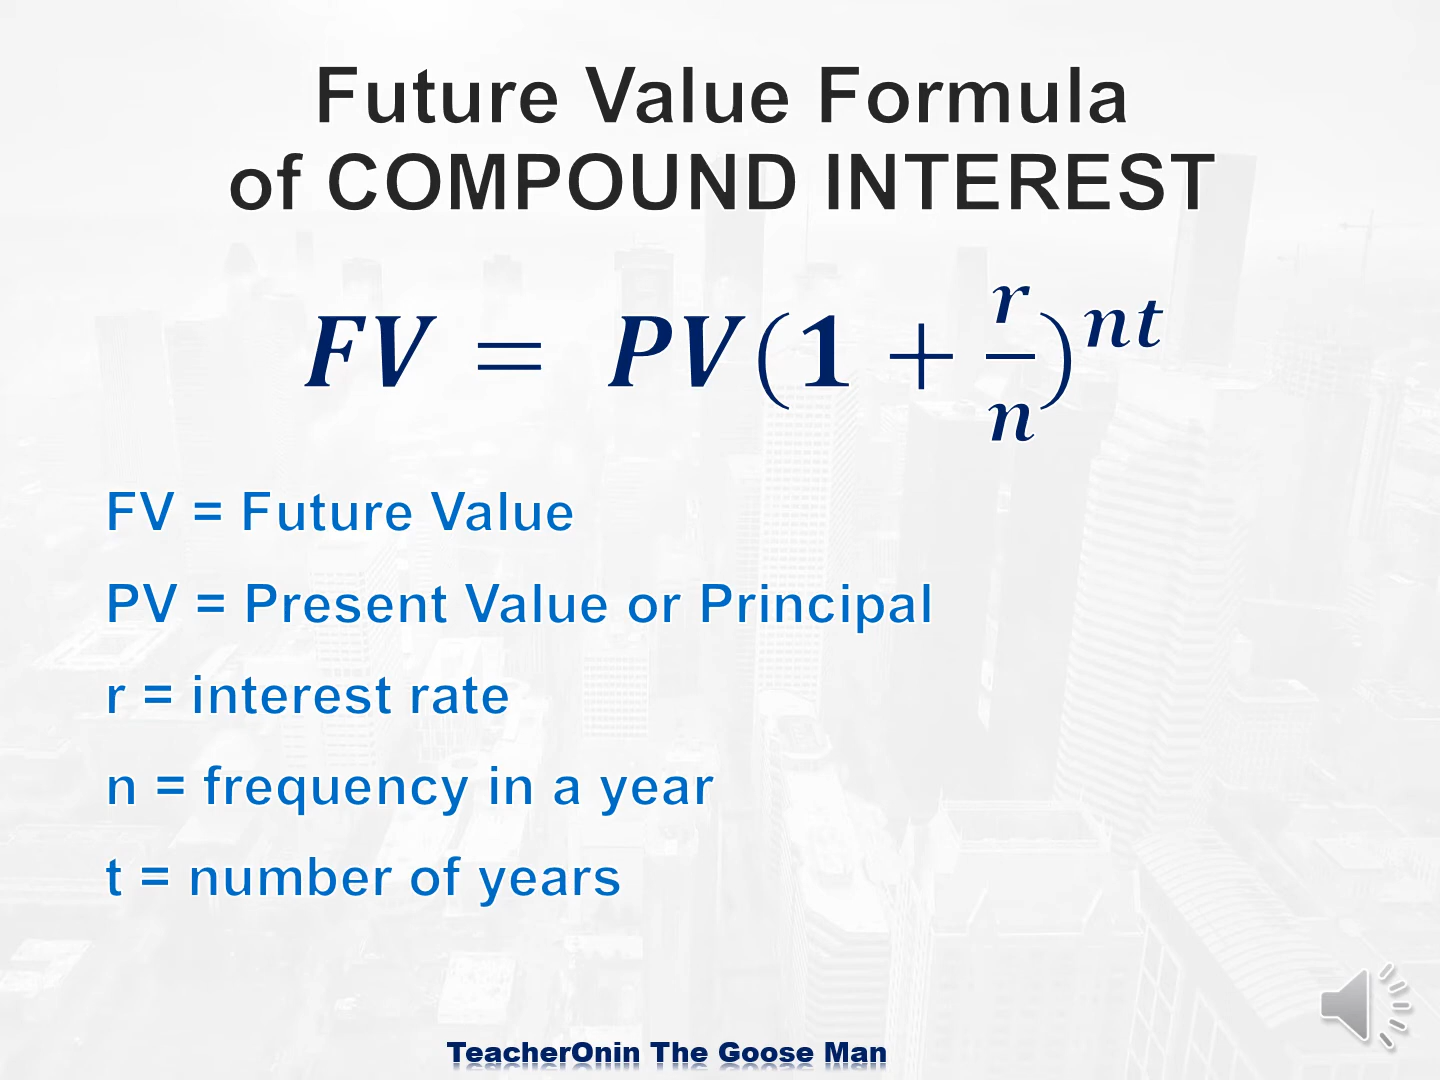 Future Value Formula
of COMPOUND INTEREST
FV = PV(1 + r/n)^nt
FV = Future Value
PV = Present Value or Principal
r = interest rate
n = frequency in a year
t = number of years
TeacherOnin The Goose Man